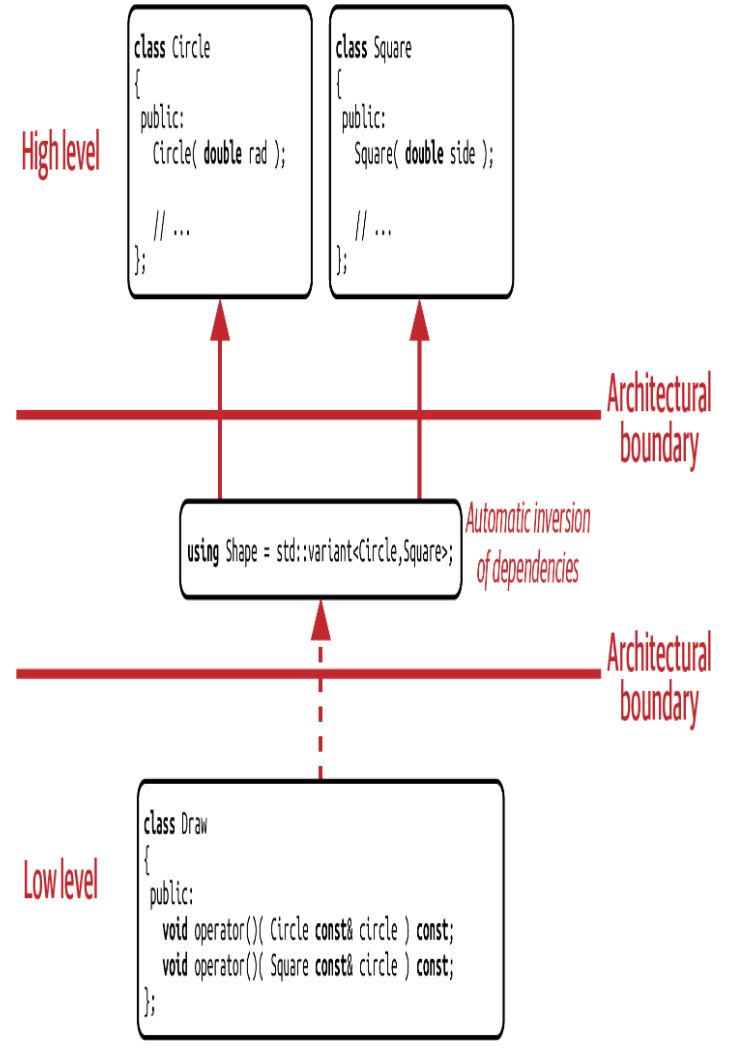 class Circle
{
public:
Circle( double rad );
// ...
};
class Square
{
public:
Square( double side );
// ...
};
High level
Architectural
boundary
using Shape = std::variant<Circle,Square>;
Automatic inversion
of dependencies
Architectural
boundary
Low level
class Draw
{
public:
void operator()( Circle const& circle ) const;
void operator()( Square const& circle ) const;
};